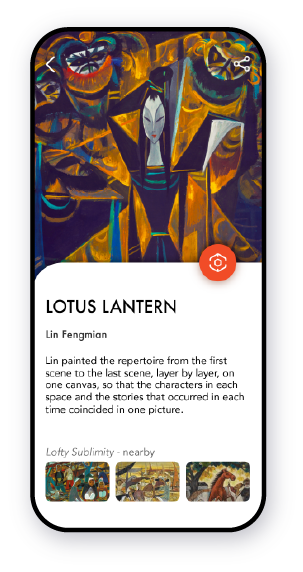 LOTUS LANTERN
Lin Fengmian
Lin painted the repertoire from the first
scene to the last scene, layer by layer, on
one canvas, so that the characters in each
space and the stories that occurred in each
time coincided in one picture.
Lofty Sublimity - nearby